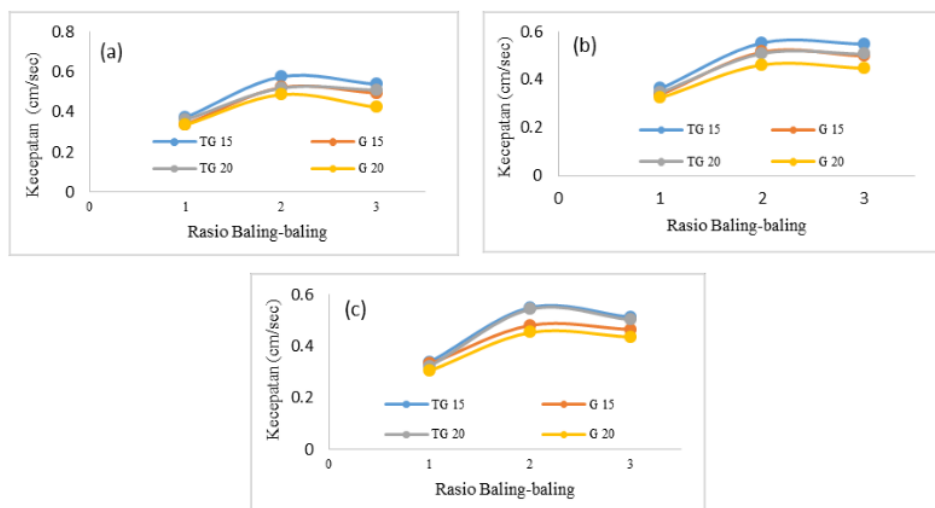 (a)
Kecepatan (cm/sec)
0.8
0.6
0.4
0.2
0
TG 15 G 15
TG 20 G 20
0 1 2 3
Rasio Baling-baling
(b)
Kecepatan (cm/sec)
0.6
0.4
0.2
0
TG 15 G 15
TG 20 G 20
0 1 2 3
Rasio Baling-baling
(c)
Kecepatan (cm/sec)
0.6
0.4
0.2
0
TG 15 G 15
TG 20 G 20
0 1 2 3
Rasio Baling-baling